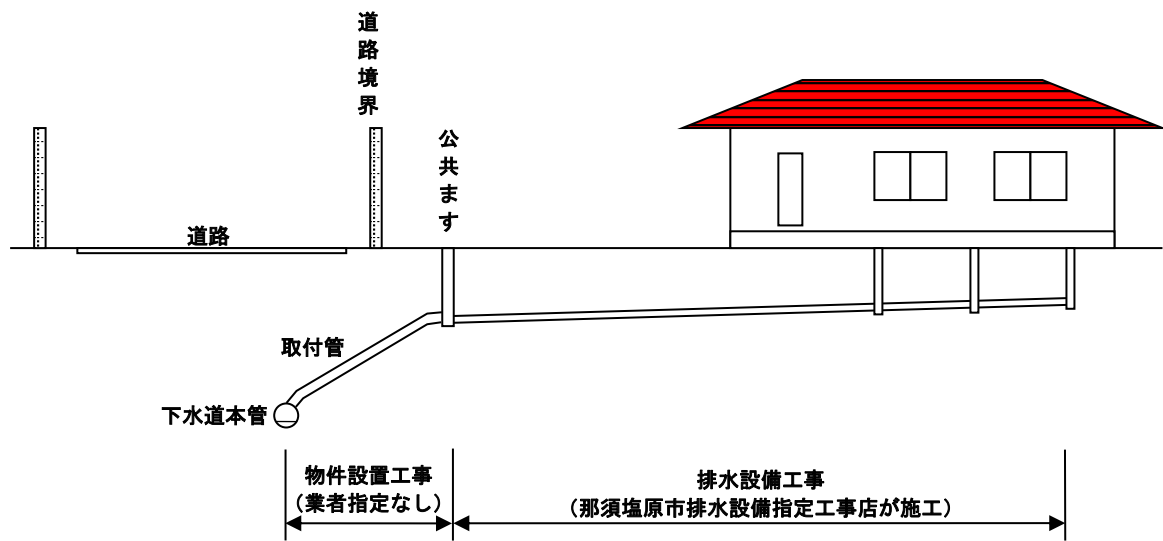 道路境界
公共ます
道路
取付管
下水道本管
物件設置工事
（業者指定なし）
排水設備工事
（那須塩原市排水設備指定工事店が施工）